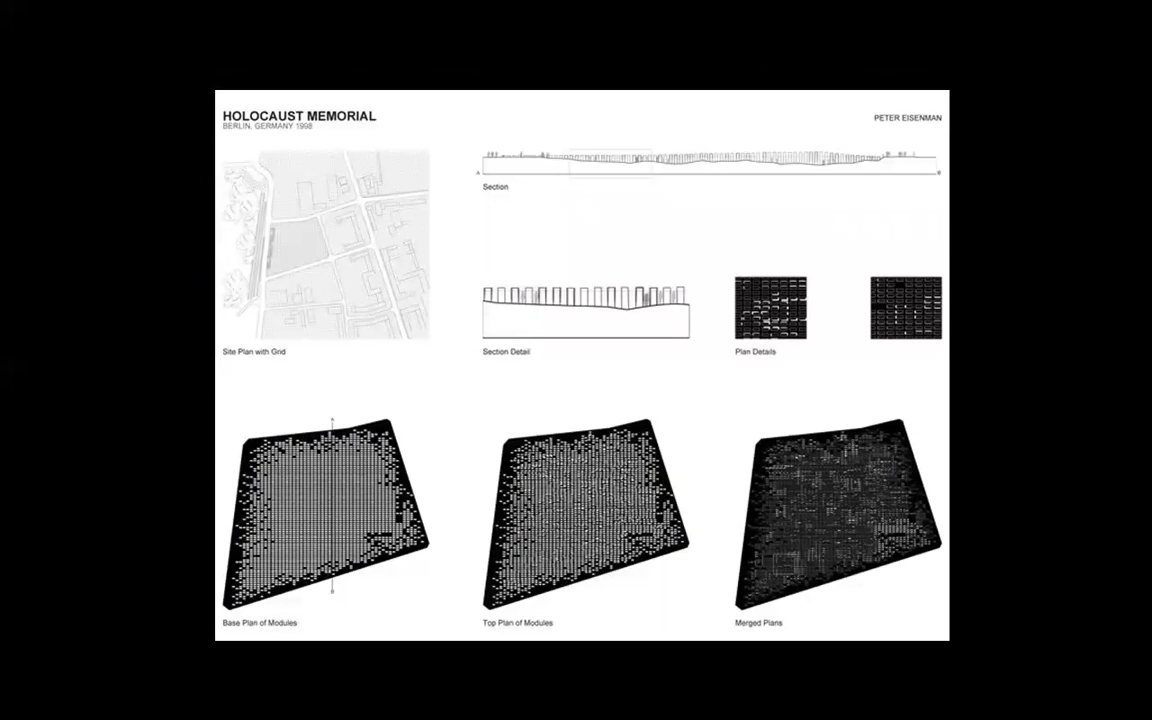 HOLOCAUST MEMORIAL
BERLIN, GERMANY 1998
PETER EISENMAN
A
B
Section
Site Plan with Grid
Section Detail
Plan Details
Base Plan of Modules
Top Plan of Modules
Merged Plans